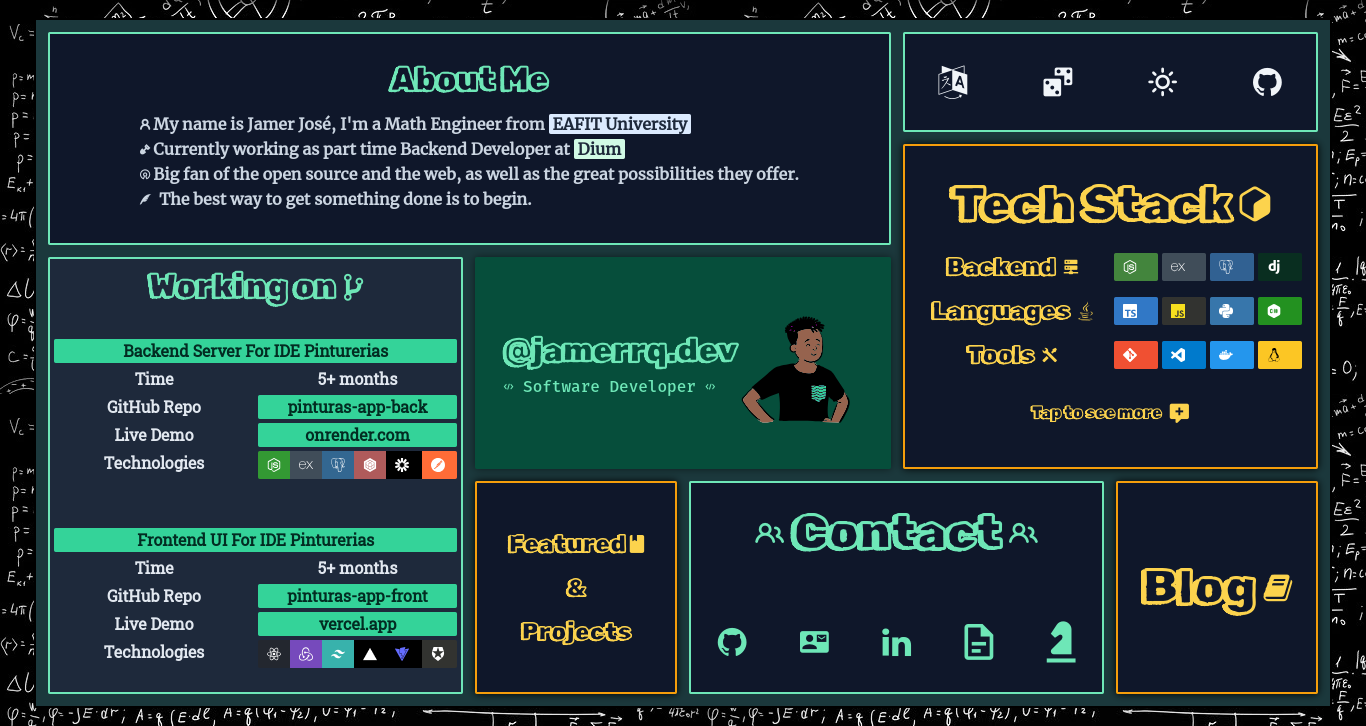 About Me
My name is Jamer José, I'm a Math Engineer from EAFIT University
Currently working as part time Backend Developer at Dium
Big fan of the open source and the web, as well as the great possibilities they offer.
The best way to get something done is to begin.
Tech Stack
Backend
ex
dj
Languages
TS
JS
Tools
Tap to see more
Working on
Backend Server For IDE Pinturerias
Time 5+ months
GitHub Repo pinturas-app-back
Live Demo onrender.com
Technologies
ex
Frontend UI For IDE Pinturerias
Time 5+ months
GitHub Repo pinturas-app-front
Live Demo vercel.app
Technologies
@jamerrq.dev
‹/› Software Developer ‹/›
Featured
&
Projects
Contact
in
Blog